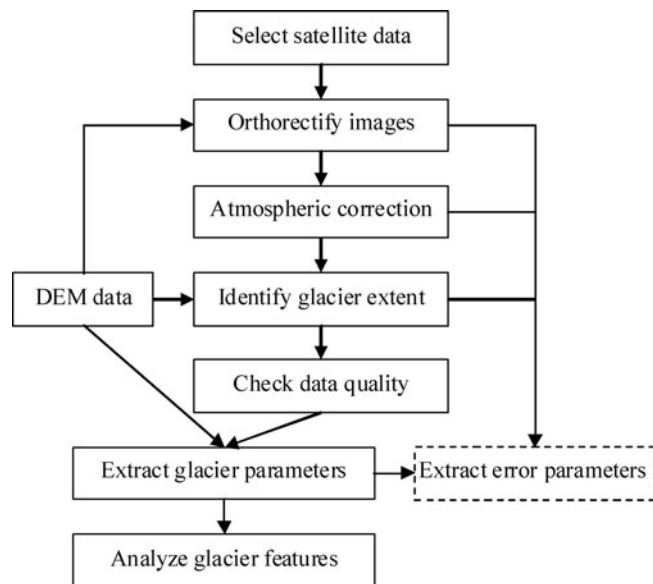 Select satellite data
Orthorectify images
Atmospheric correction
DEM data
Identify glacier extent
Check data quality
Extract glacier parameters
Extract error parameters
Analyze glacier features